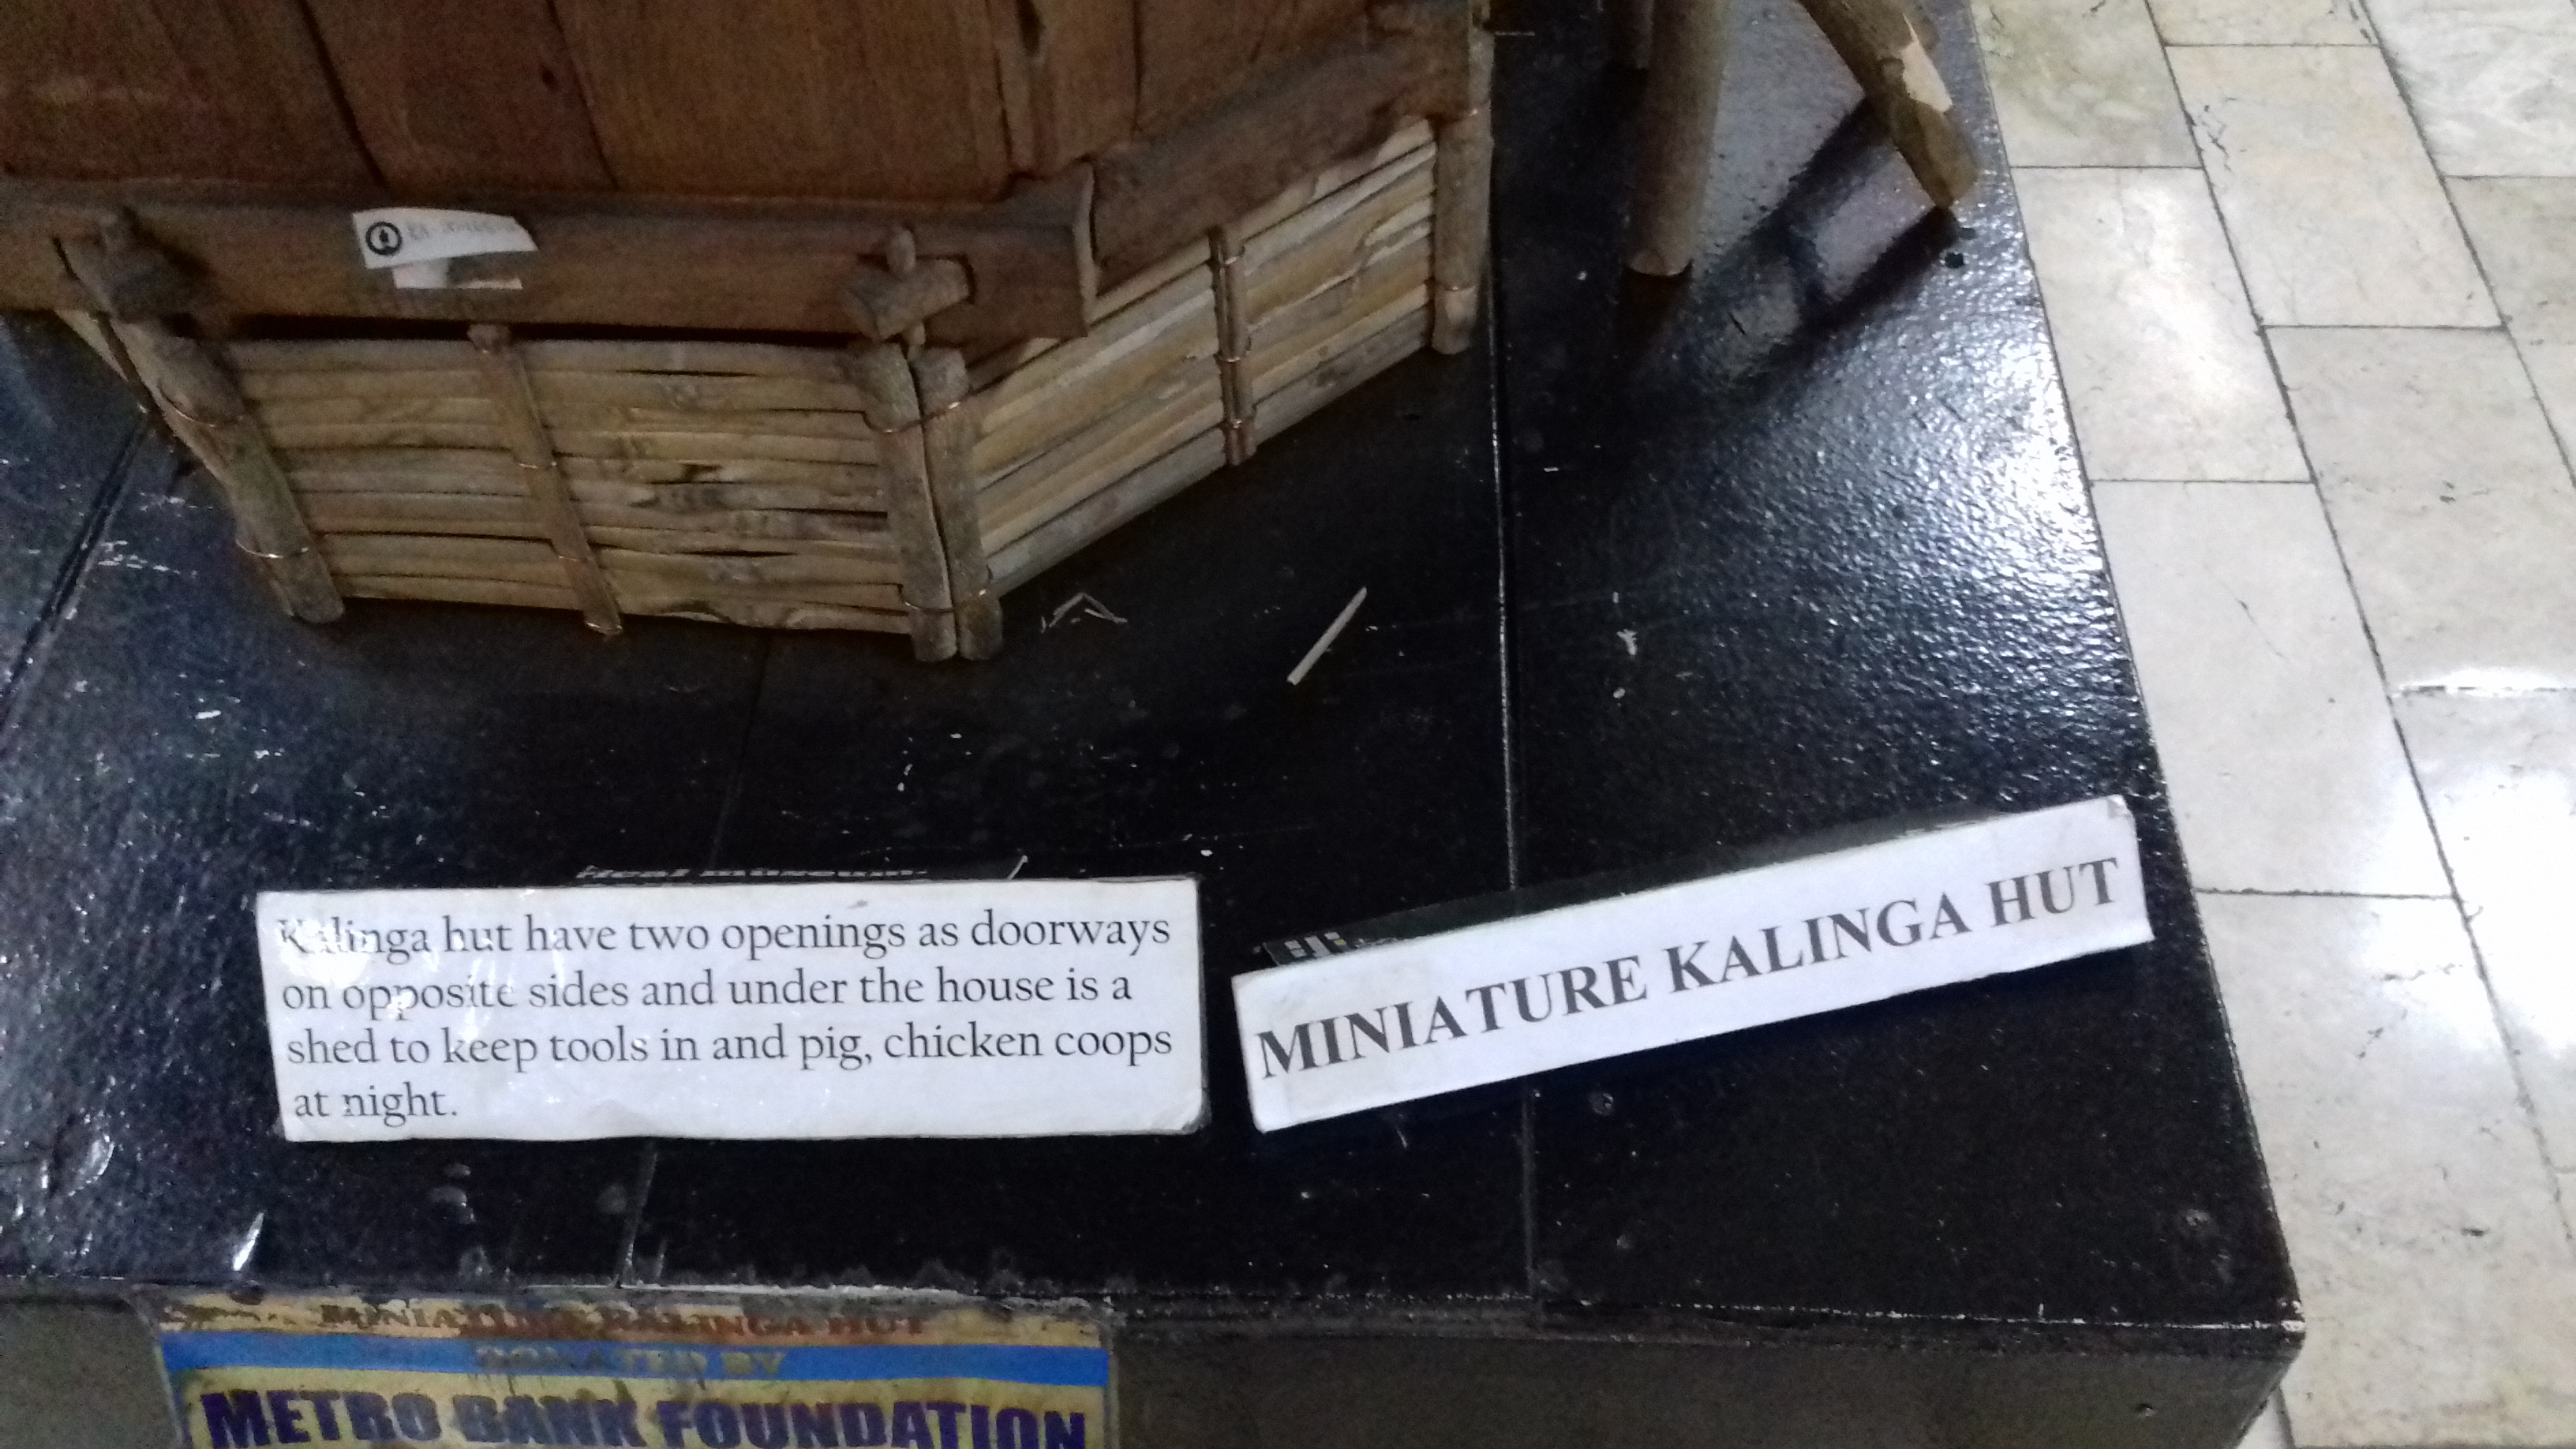 Kalinga hut have two openings as doorways
on opposite sides and under the house is a
shed to keep tools in and pig, chicken coops
at night.
MINIATURE KALINGA HUT
MINIATURE KALINGA HUT
DONATED BY
METRO BANK FOUNDATION